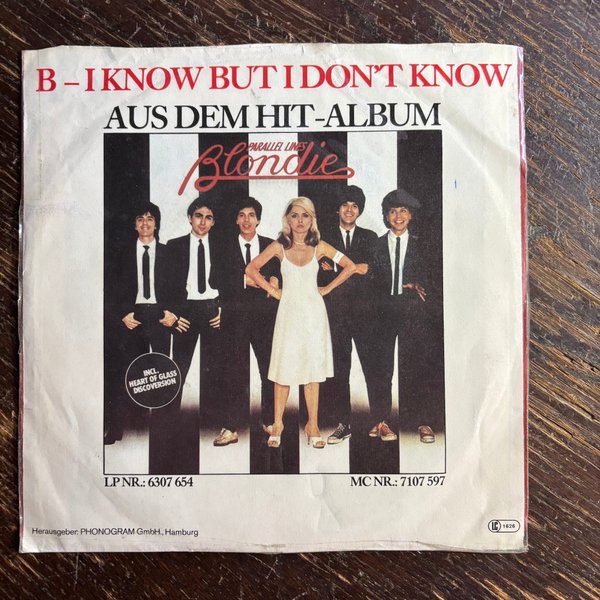 B – I KNOW BUT I DON'T KNOW
AUS DEM HIT-ALBUM
PARALLEL LINES
Blondie
INCL.
HEART OF GLASS
DISCOVERSION
LP NR.: 6307 654
MC NR.: 7107 597
Herausgeber: PHONOGRAM GmbH., Hamburg
LC 1626